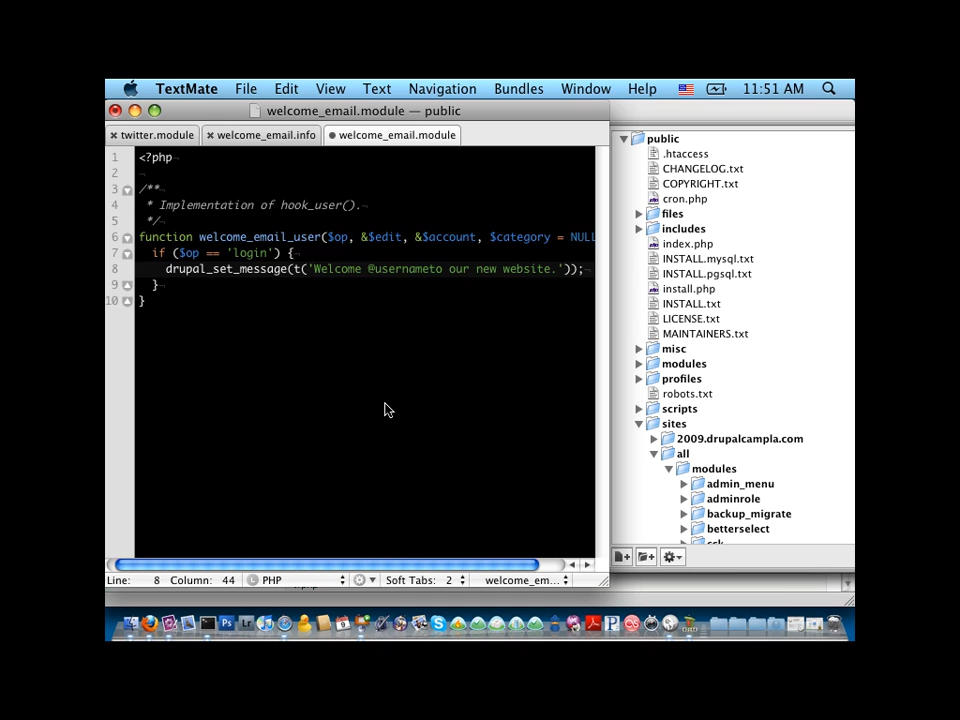 TextMate File Edit View Text Navigation Bundles Window Help 11:51 AM
welcome_email.module — public
twitter.module welcome_email.info welcome_email.module
1 <?php
2
3 /**
4 * Implementation of hook_user().
5 */
6 function welcome_email_user($op, &$edit, &$account, $category = NULL
7 if ($op == 'login') {
8 drupal_set_message(t('Welcome @usernameto our new website.'));
9 }
10 }
Line: 8 Column: 44 PHP Soft Tabs: 2 welcome_em...
public
.htaccess
CHANGELOG.txt
COPYRIGHT.txt
cron.php
files
includes
index.php
INSTALL.mysql.txt
INSTALL.pgsql.txt
install.php
INSTALL.txt
LICENSE.txt
MAINTAINERS.txt
misc
modules
profiles
robots.txt
scripts
sites
2009.drupalcampla.com
all
modules
admin_menu
adminrole
backup_migrate
betterselect
Ps Lr